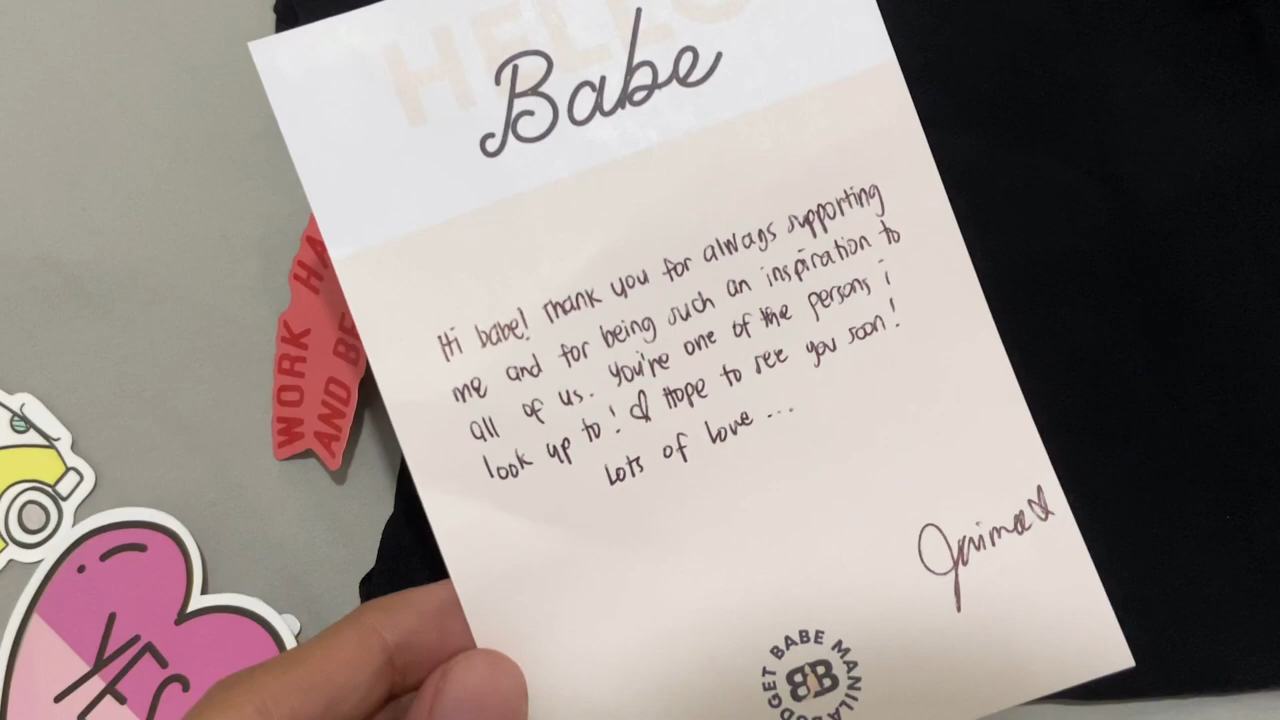 HELLO
Babe
Hi babe! Thank you for always supporting
me and for being such an inspiration to
all of us. You're one of the persons i
look up to! & Hope to see you soon!
Lots of love...
BUDGET BABE MANILA
BB
WORK HA
AND BE
YES